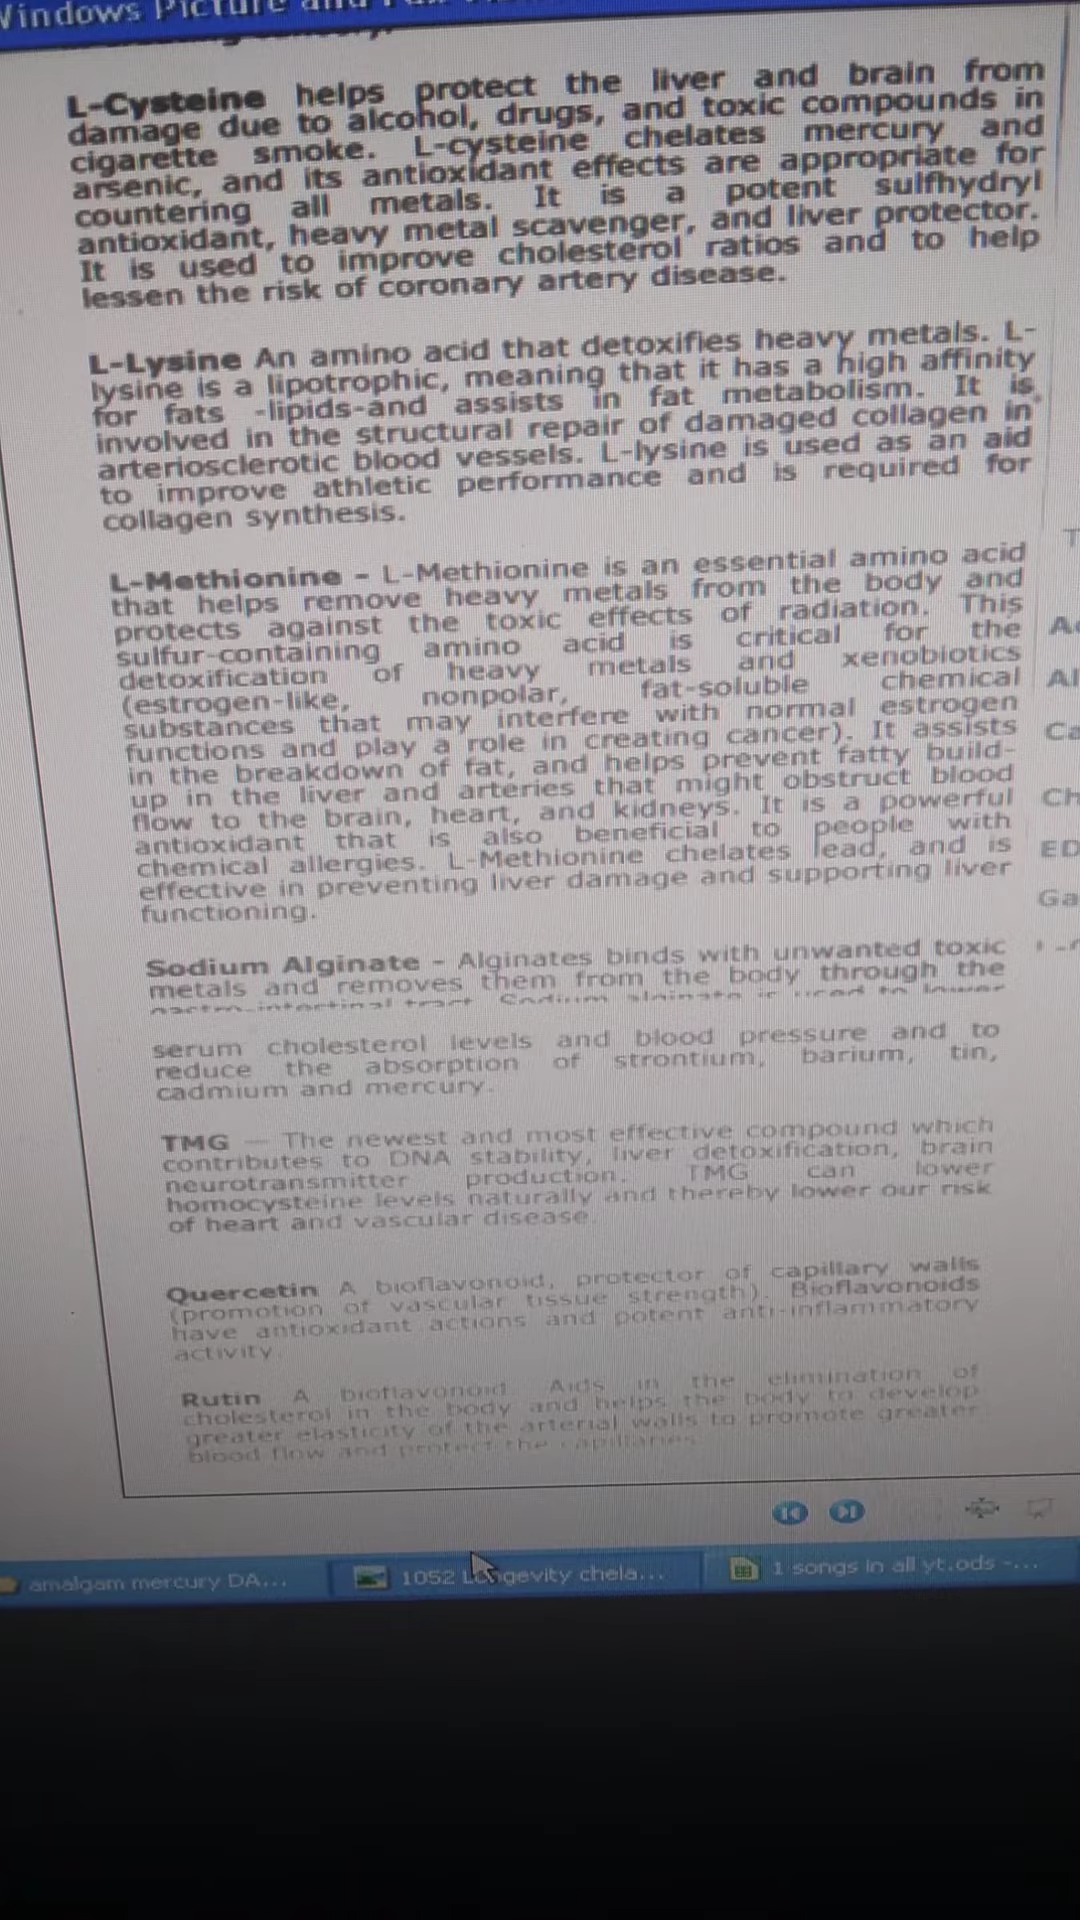 Windows Picture and Fax
L-Cysteine helps protect the liver and brain from
damage due to alcohol, drugs, and toxic compounds in
cigarette smoke. L-cysteine chelates mercury and
arsenic, and its antioxidant effects are appropriate for
countering all metals. It is a potent sulfhydryl
antioxidant, heavy metal scavenger, and liver protector.
It is used to improve cholesterol ratios and to help
lessen the risk of coronary artery disease.
L-Lysine An amino acid that detoxifies heavy metals. L-
lysine is a lipotrophic, meaning that it has a high affinity
for fats -lipids-and assists in fat metabolism. It is
involved in the structural repair of damaged collagen in
arteriosclerotic blood vessels. L-lysine is used as an aid
to improve athletic performance and is required for
collagen synthesis.
L-Methionine - L-Methionine is an essential amino acid
that helps remove heavy metals from the body and
protects against the toxic effects of radiation. This
sulfur-containing amino acid is critical for the
detoxification of heavy metals and xenobiotics
(estrogen-like, nonpolar, fat-soluble chemical
substances that may interfere with normal estrogen
functions and play a role in creating cancer). It assists
in the breakdown of fat, and helps prevent fatty build-
up in the liver and arteries that might obstruct blood
flow to the brain, heart, and kidneys. It is a powerful
antioxidant that is also beneficial to people with
chemical allergies. L-Methionine chelates lead, and is
effective in preventing liver damage and supporting liver
functioning.
Sodium Alginate - Alginates binds with unwanted toxic
metals and removes them from the body through the
serum cholesterol levels and blood pressure and to
reduce the absorption of strontium, barium, tin,
cadmium and mercury.
TMG — The newest and most effective compound which
contributes to DNA stability, liver detoxification, brain
neurotransmitter production. TMG can lower
homocysteine levels naturally and thereby lower our risk
of heart and vascular disease.
Quercetin A bioflavonoid, protector of capillary walls
(promotion of vascular tissue strength). Bioflavonoids
have antioxidant actions and potent anti-inflammatory
activity.
Rutin A bioflavonoid. Aids in the elimination of
cholesterol in the body and helps the body to develop
greater elasticity of the arterial walls to promote greater
blood flow and protect the capillaries.
T
Al
Ca
Ch
ED
Ga
amalgam mercury DA...
1052 Longevity chela...
1 songs in all yt.ods -...